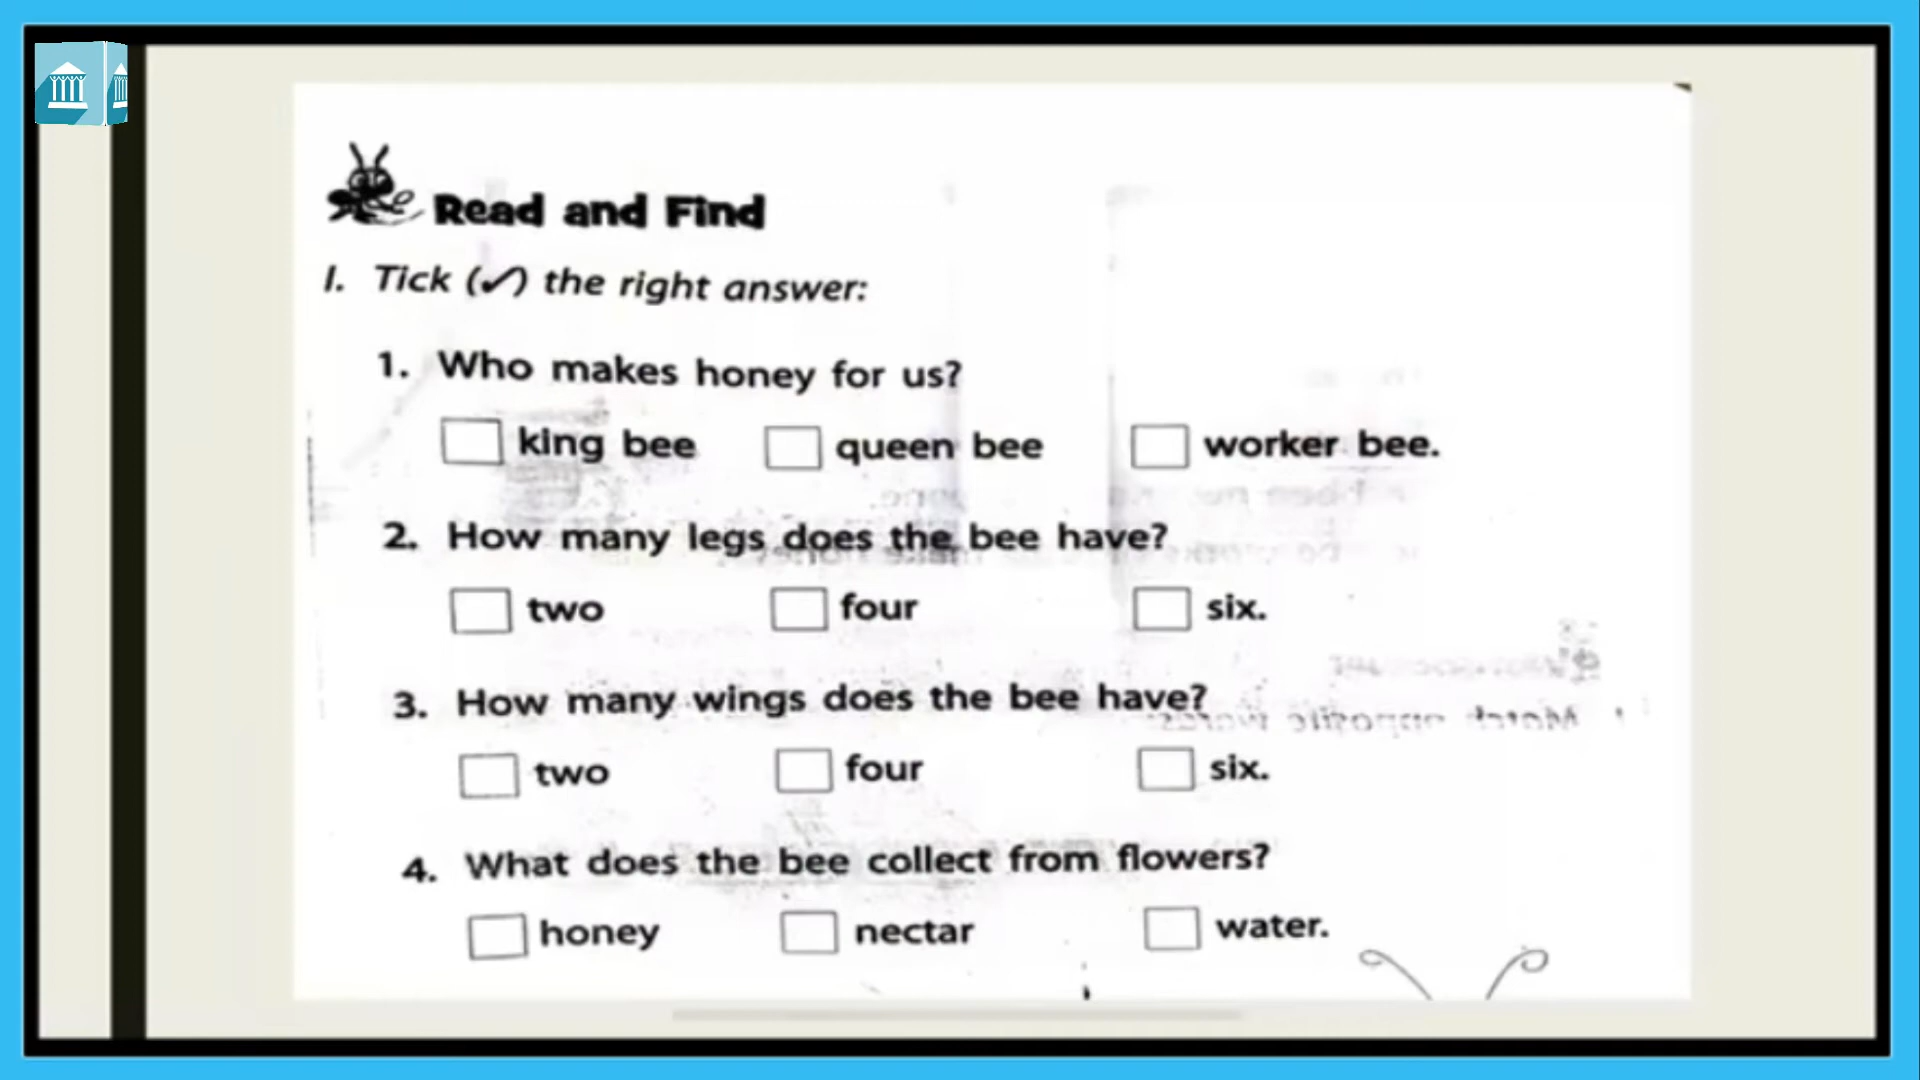 Read and Find
I. Tick (✓) the right answer:
1. Who makes honey for us?
king bee queen bee worker bee.
2. How many legs does the bee have?
two four six.
3. How many wings does the bee have?
two four six.
4. What does the bee collect from flowers?
honey nectar water.